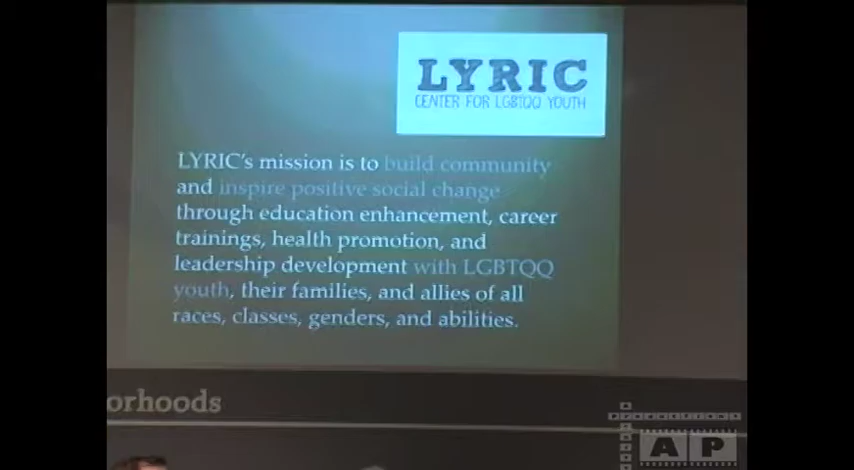 LYRIC
CENTER FOR LGBTQQ YOUTH
LYRIC's mission is to build community
and inspire positive social change
through education enhancement, career
trainings, health promotion, and
leadership development with LGBTQQ
youth, their families, and allies of all
races, classes, genders, and abilities.
orhoods
AP